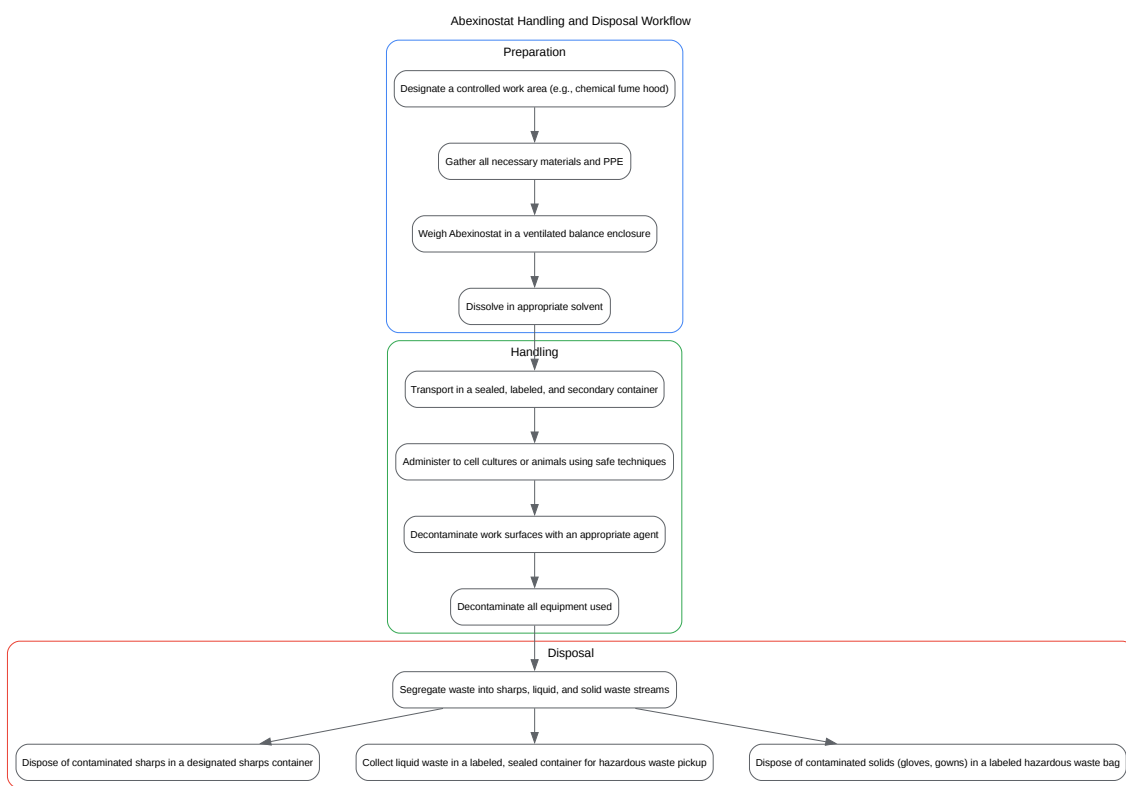 Abexinostat Handling and Disposal Workflow
Preparation
Designate a controlled work area (e.g., chemical fume hood)
Gather all necessary materials and PPE
Weigh Abexinostat in a ventilated balance enclosure
Dissolve in appropriate solvent
Handling
Transport in a sealed, labeled, and secondary container
Administer to cell cultures or animals using safe techniques
Decontaminate work surfaces with an appropriate agent
Decontaminate all equipment used
Disposal
Segregate waste into sharps, liquid, and solid waste streams
Dispose of contaminated sharps in a designated sharps container
Collect liquid waste in a labeled, sealed container for hazardous waste pickup
Dispose of contaminated solids (gloves, gowns) in a labeled hazardous waste bag